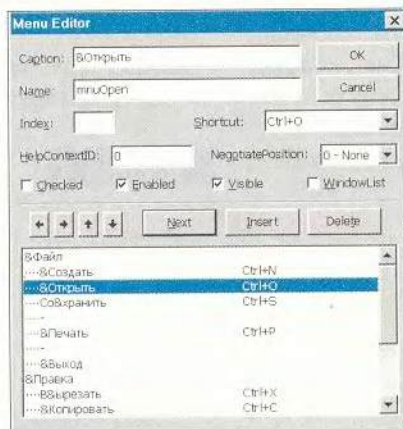 Menu Editor
Caption: &Открыть OK
Name: mnuOpen Cancel
Index: Shortcut: Ctrl+O
HelpContextID: 0 NegotiatePosition: 0 - None
Checked Enabled Visible WindowList
Next Insert Delete
&Файл
····&Создать Ctrl+N
····&Открыть Ctrl+O
····Со&хранить Ctrl+S
····-
····&Печать Ctrl+P
····-
····&Выход
&Правка
····В&ырезать Ctrl+X
····&Копировать Ctrl+C